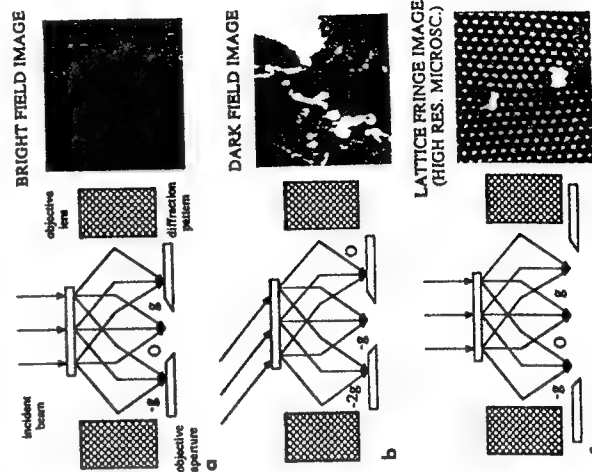 BRIGHT FIELD IMAGE
incident
beam
objective
lens
-g
O
g
objective
aperture
diffraction
pattern
a
DARK FIELD IMAGE
-2g
-g
O
b
LATTICE FRINGE IMAGE
(HIGH RES. MICROSC.)
-g
O
g